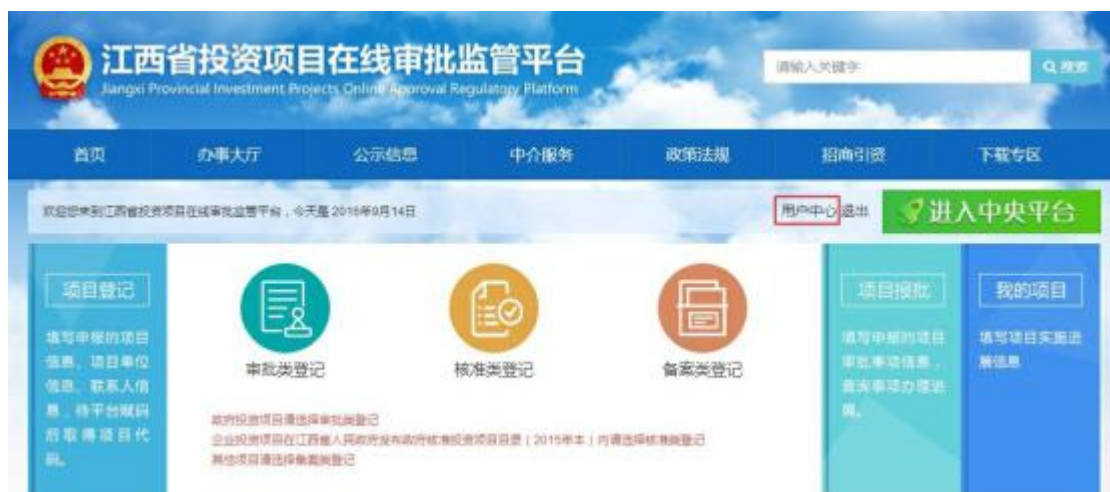 江西省投资项目在线审批监管平台
Jiangxi Provincial Investment Projects Online Approval Regulatory Platform
请输入关键字
搜索
首页 办事大厅 公示信息 中介服务 政策法规 招商引资 下载专区
欢迎您来到江西省投资项目在线审批监管平台，今天是 2016年9月14日
用户中心 退出
进入中央平台
项目登记
填写申报的项目
信息、项目单位
信息、联系人信
息，待平台赋码
后取得项目代
码。
审批类登记
核准类登记
备案类登记
政府投资项目请选择审批类登记
企业投资项目在江西省人民政府发布政府核准投资项目目录（2015年本）内请选择核准类登记
其他项目请选择备案类登记
项目报批
填写申报的项目
审批事项信息，
查询事项办理进
展。
我的项目
填写项目实施进
展信息